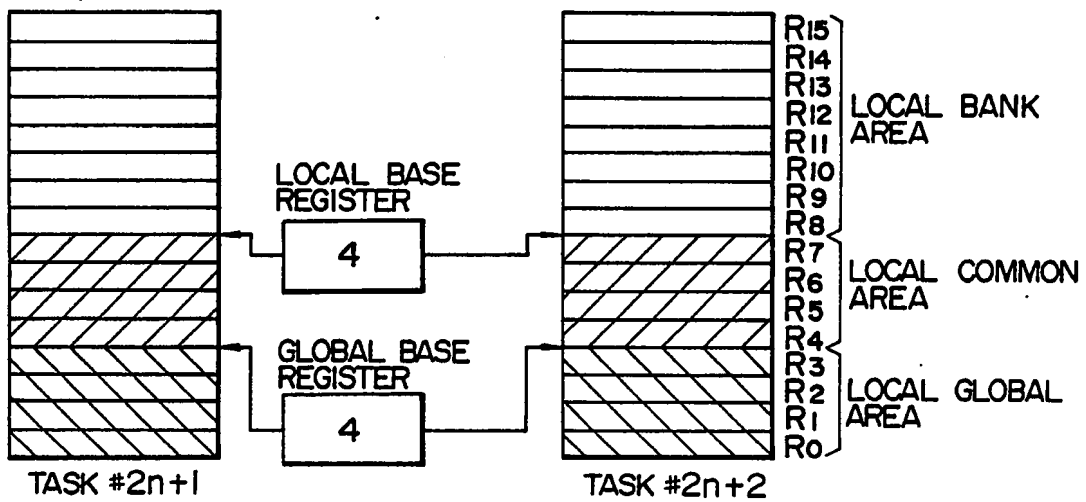 R15
R14
R13
R12
R11
R10
R9
R8
R7
R6
R5
R4
R3
R2
R1
R0
LOCAL BANK
AREA
LOCAL COMMON
AREA
LOCAL GLOBAL
AREA
LOCAL BASE
REGISTER
4
GLOBAL BASE
REGISTER
4
TASK #2n+1
TASK #2n+2